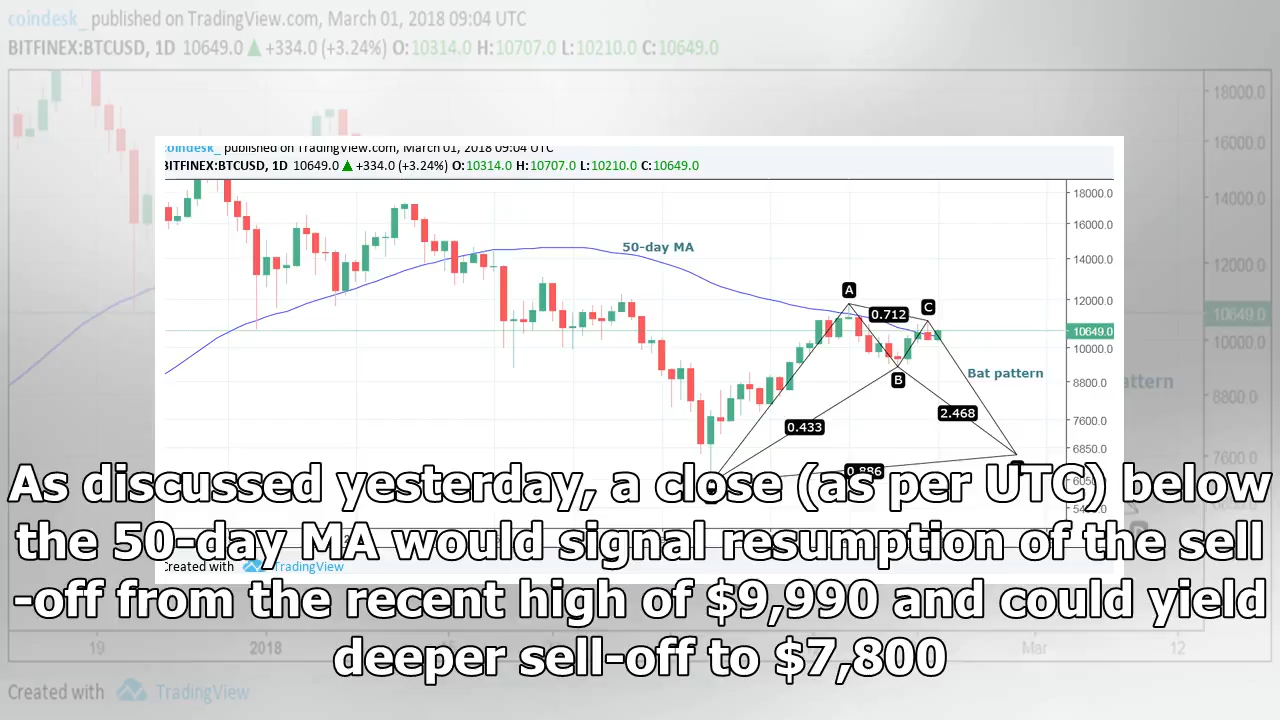 coindesk_ published on TradingView.com, March 01, 2018 09:04 UTC
BITFINEX:BTCUSD, 1D 10649.0 ▲ +334.0 (+3.24%) O:10314.0 H:10707.0 L:10210.0 C:10649.0
18000.0
16000.0
14000.0
12000.0
10649.0
10000.0
8800.0
7600.0
coindesk_ published on TradingView.com, March 01, 2018 09:04 UTC
BITFINEX:BTCUSD, 1D 10649.0 ▲ +334.0 (+3.24%) O:10314.0 H:10707.0 L:10210.0 C:10649.0
18000.0
16000.0
50-day MA
14000.0
A
12000.0
C
0.712
10649.0
10000.0
Bat pattern
B
8800.0
2.468
7600.0
0.433
6850.0
0.886
As discussed yesterday, a close (as per UTC) below
the 50-day MA would signal resumption of the sell
-off from the recent high of $9,990 and could yield
deeper sell-off to $7,800
Created with TradingView
19
2018
Mar
12
Created with TradingView